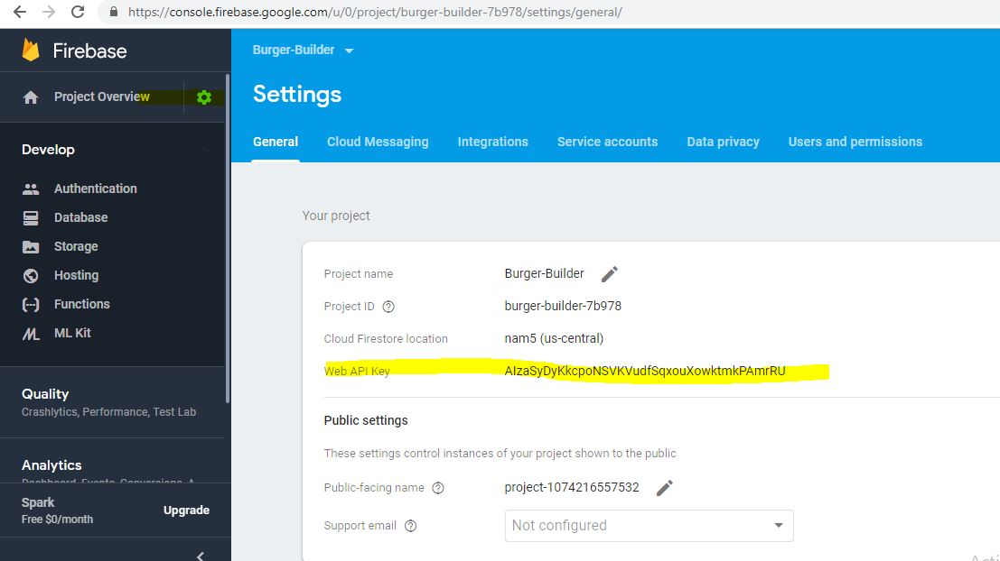 https://console.firebase.google.com/u/0/project/burger-builder-7b978/settings/general/
Firebase
Project Overview
Develop
Authentication
Database
Storage
Hosting
Functions
ML Kit
Quality
Crashlytics, Performance, Test Lab
Analytics
Dashboard, Events, Conversions, A
Spark
Free $0/month
Upgrade
Burger-Builder
Settings
General Cloud Messaging Integrations Service accounts Data privacy Users and permissions
Your project
Project name Burger-Builder
Project ID burger-builder-7b978
Cloud Firestore location nam5 (us-central)
Web API Key AIzaSyDyKkcpoNSVKVudfSqxouXowktmkPAmrRU
Public settings
These settings control instances of your project shown to the public
Public-facing name project-1074216557532
Support email Not configured